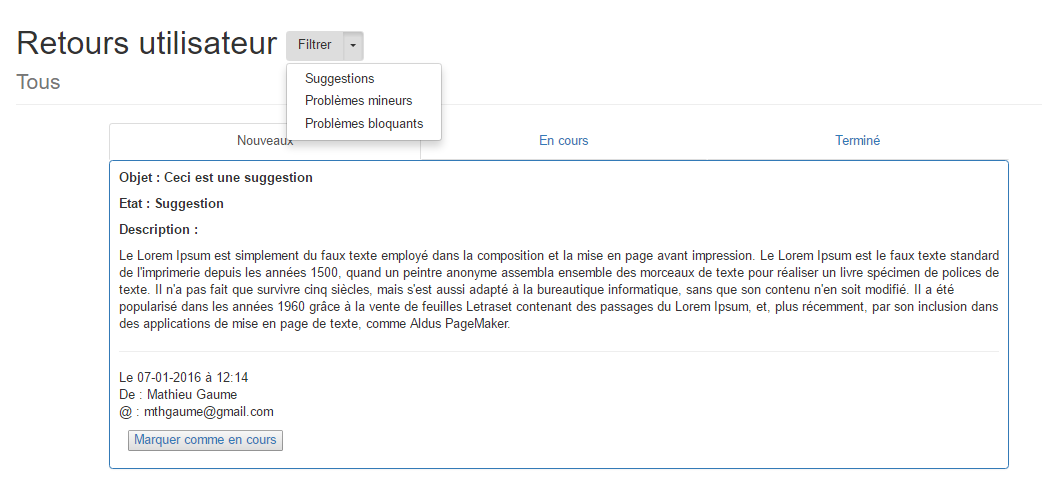 Retours utilisateur Filtrer
Tous
Suggestions
Problèmes mineurs
Problèmes bloquants
Nouveaux En cours Terminé
Objet : Ceci est une suggestion
Etat : Suggestion
Description :
Le Lorem Ipsum est simplement du faux texte employé dans la composition et la mise en page avant impression. Le Lorem Ipsum est le faux texte standard
de l'imprimerie depuis les années 1500, quand un peintre anonyme assembla ensemble des morceaux de texte pour réaliser un livre spécimen de polices de
texte. Il n'a pas fait que survivre cinq siècles, mais s'est aussi adapté à la bureautique informatique, sans que son contenu n'en soit modifié. Il a été
popularisé dans les années 1960 grâce à la vente de feuilles Letraset contenant des passages du Lorem Ipsum, et, plus récemment, par son inclusion dans
des applications de mise en page de texte, comme Aldus PageMaker.
Le 07-01-2016 à 12:14
De : Mathieu Gaume
@ : mthgaume@gmail.com
Marquer comme en cours